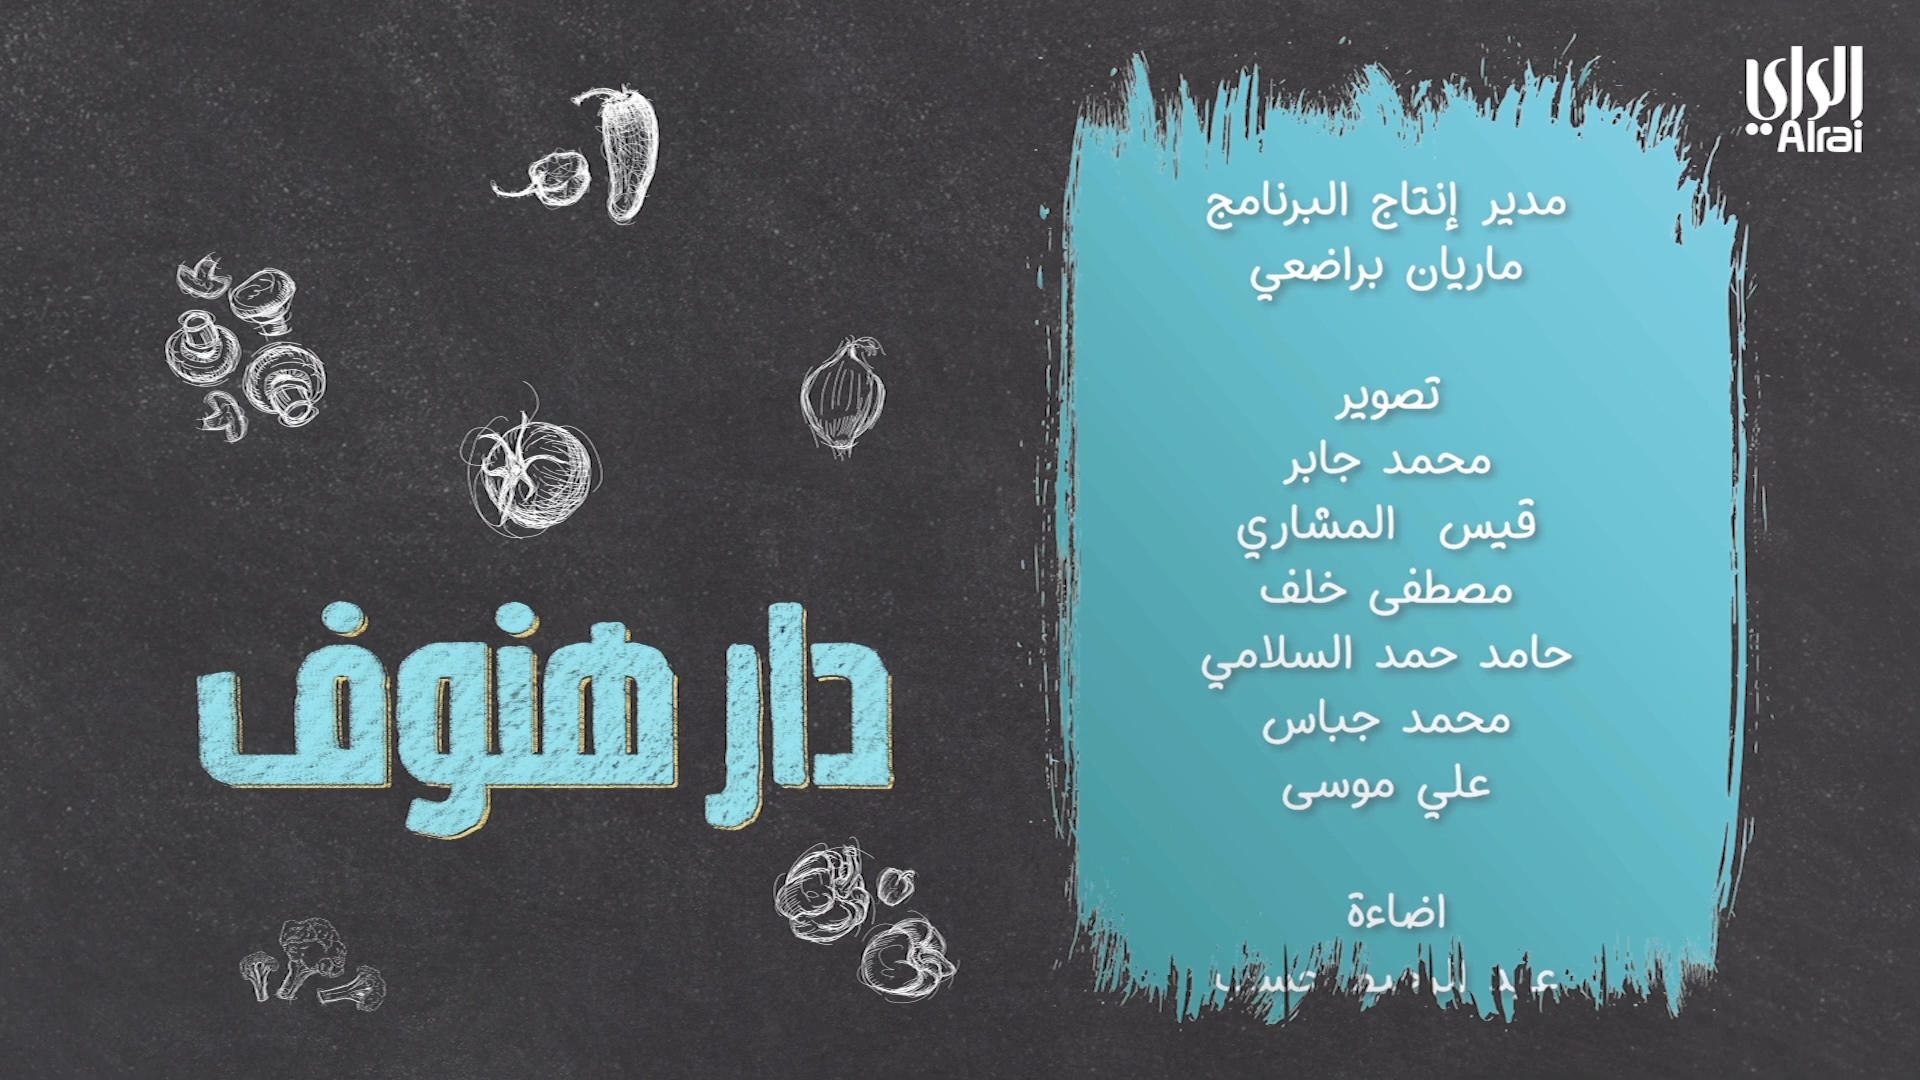 الراي
Alrai
مدير إنتاج البرنامج
ماريان براضعي
تصوير
محمد جابر
قيس المشاري
مصطفى خلف
حامد حمد السلامي
محمد جباس
علي موسى
اضاءة
دار هنوف